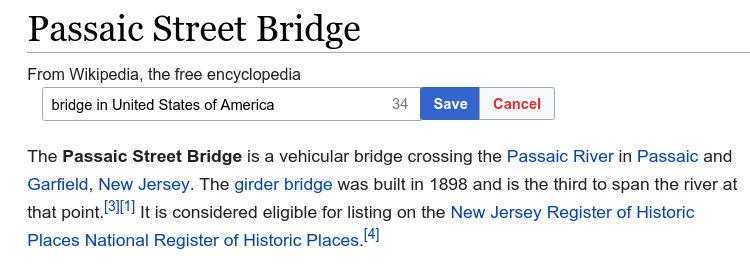 Passaic Street Bridge
From Wikipedia, the free encyclopedia
bridge in United States of America 34 Save Cancel
The Passaic Street Bridge is a vehicular bridge crossing the Passaic River in Passaic and
Garfield, New Jersey. The girder bridge was built in 1898 and is the third to span the river at
that point.[3][1] It is considered eligible for listing on the New Jersey Register of Historic
Places National Register of Historic Places.[4]